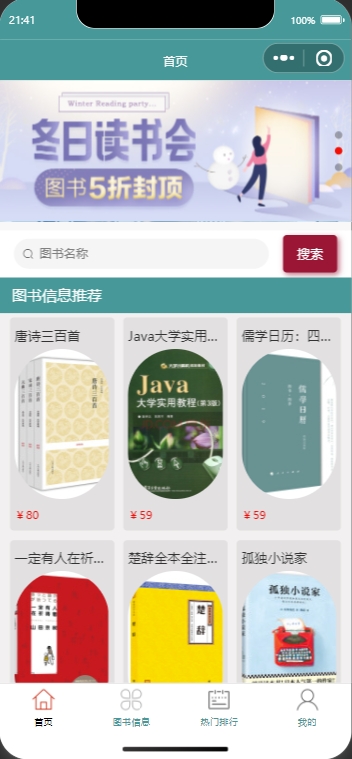 21:41
100%
首页
Winter Reading party...
冬日读书会
图书5折封顶
图书名称
搜索
图书信息推荐
唐诗三百首
Java大学实用...
儒学日历：四...
唐诗三百首
Java
大学实用教程(第3版)
儒学日历
¥ 80
¥ 59
¥ 59
一定有人在祈...
楚辞全本全注...
孤独小说家
楚辞
孤独小说家
首页
图书信息
热门排行
我的